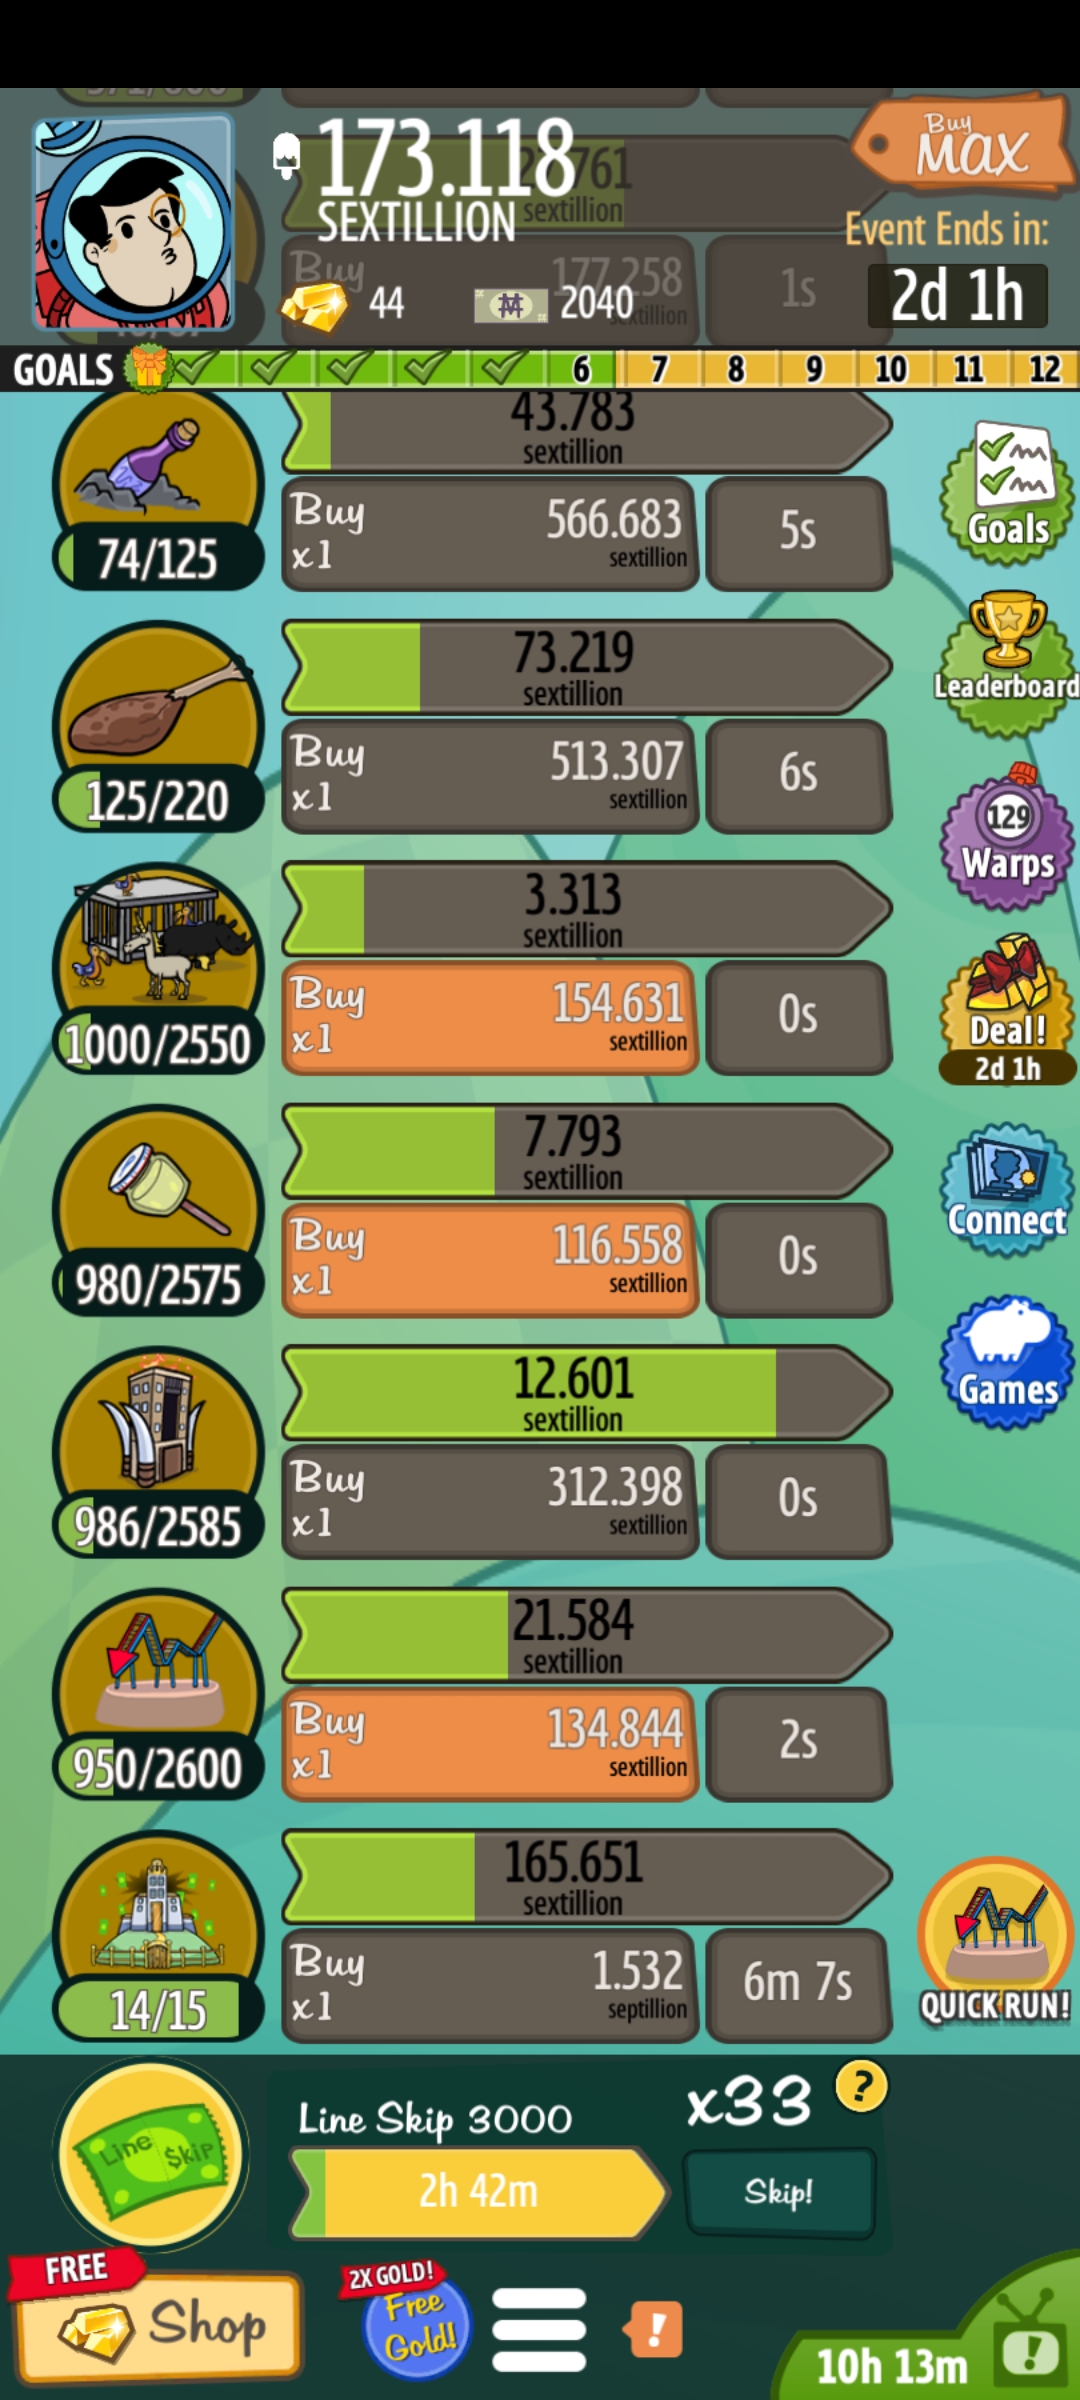 173.118
SEXTILLION
sextillion
Buy
177.258
sextillion
1s
44
2040
Buy
MAX
Event Ends in:
2d 1h
GOALS
6
7
8
9
10
11
12
43.783
sextillion
74/125
Buy
x1
566.683
sextillion
5s
Goals
73.219
sextillion
125/220
Buy
x1
513.307
sextillion
6s
Leaderboard
3.313
sextillion
1000/2550
Buy
x1
154.631
sextillion
0s
129
Warps
Deal!
2d 1h
7.793
sextillion
980/2575
Buy
x1
116.558
sextillion
0s
Connect
12.601
sextillion
986/2585
Buy
x1
312.398
sextillion
0s
Games
21.584
sextillion
950/2600
Buy
x1
134.844
sextillion
2s
165.651
sextillion
14/15
Buy
x1
1.532
septillion
6m 7s
QUICK RUN!
Line Skip
Line Skip 3000
x33
?
2h 42m
Skip!
FREE
Shop
2X GOLD!
Free
Gold!
!
10h 13m
!